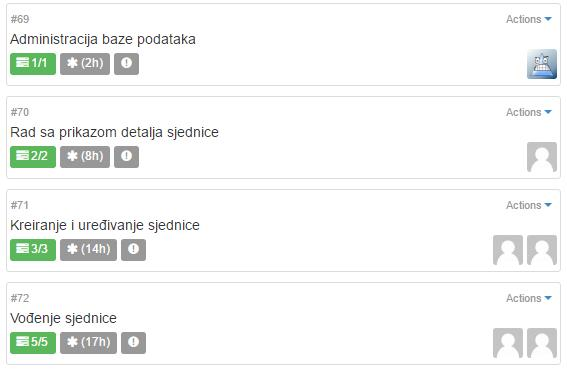 #69 Actions
Administracija baze podataka
1/1 (2h)
#70 Actions
Rad sa prikazom detalja sjednice
2/2 (8h)
#71 Actions
Kreiranje i uređivanje sjednice
3/3 (14h)
#72 Actions
Vođenje sjednice
5/5 (17h)